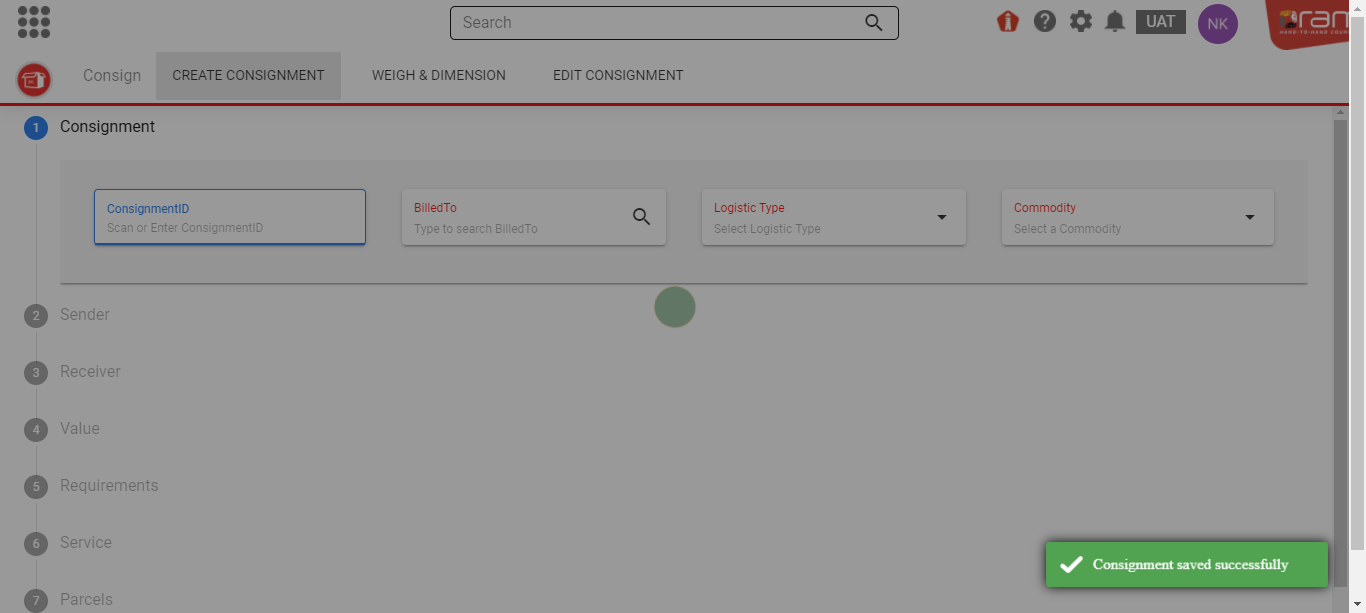 Search
UAT
NK
HAND-TO-HAND
Consign
CREATE CONSIGNMENT
WEIGH & DIMENSION
EDIT CONSIGNMENT
1 Consignment
ConsignmentID
Scan or Enter ConsignmentID
BilledTo
Type to search BilledTo
Logistic Type
Select Logistic Type
Commodity
Select a Commodity
2 Sender
3 Receiver
4 Value
5 Requirements
6 Service
7 Parcels
Consignment saved successfully